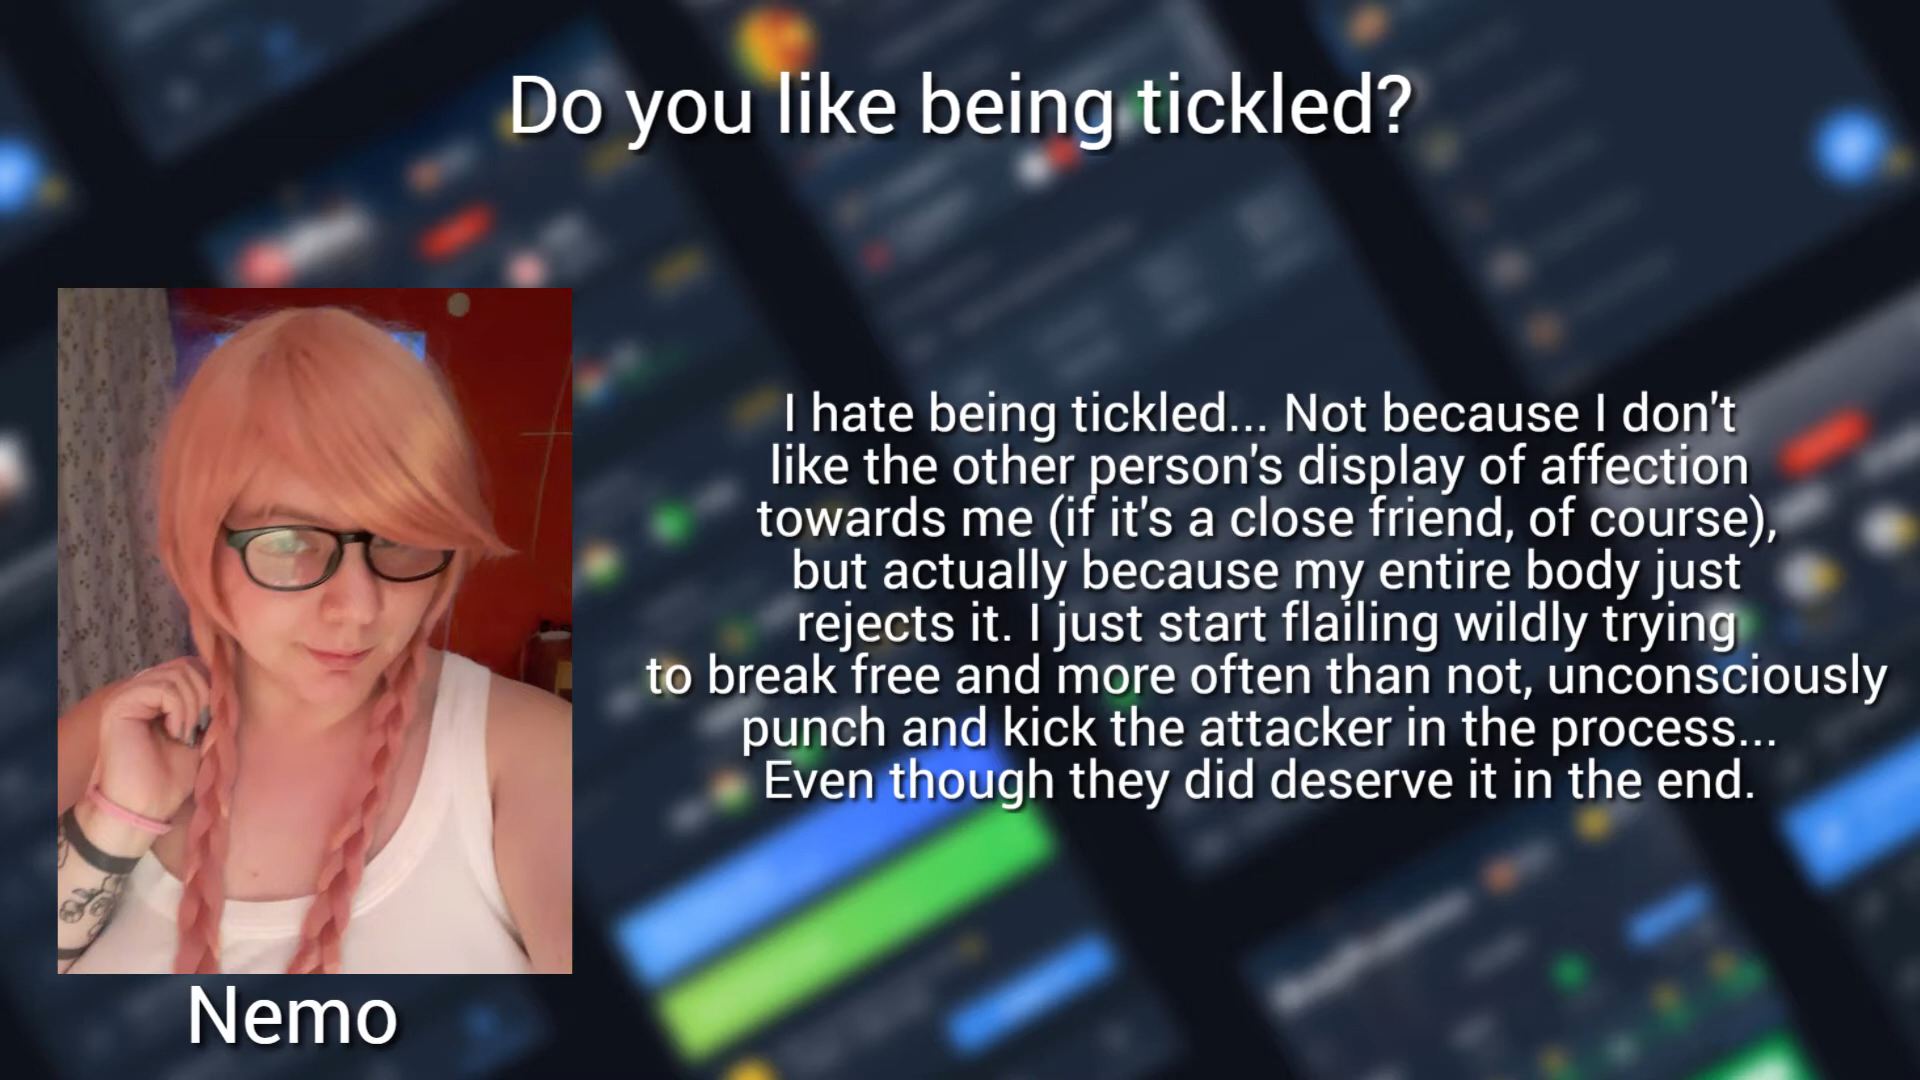 Do you like being tickled?
I hate being tickled... Not because I don't
like the other person's display of affection
towards me (if it's a close friend, of course),
but actually because my entire body just
rejects it. I just start flailing wildly trying
to break free and more often than not, unconsciously
punch and kick the attacker in the process...
Even though they did deserve it in the end.
Nemo